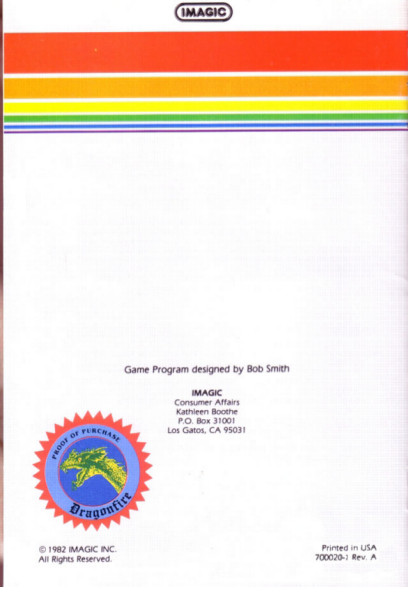 IMAGIC
Game Program designed by Bob Smith
IMAGIC
Consumer Affairs
Kathleen Boothe
P.O. Box 31001
Los Gatos, CA 95031
PROOF OF PURCHASE
Dragonfire
© 1982 IMAGIC INC.
All Rights Reserved.
Printed in USA
700020-1 Rev. A